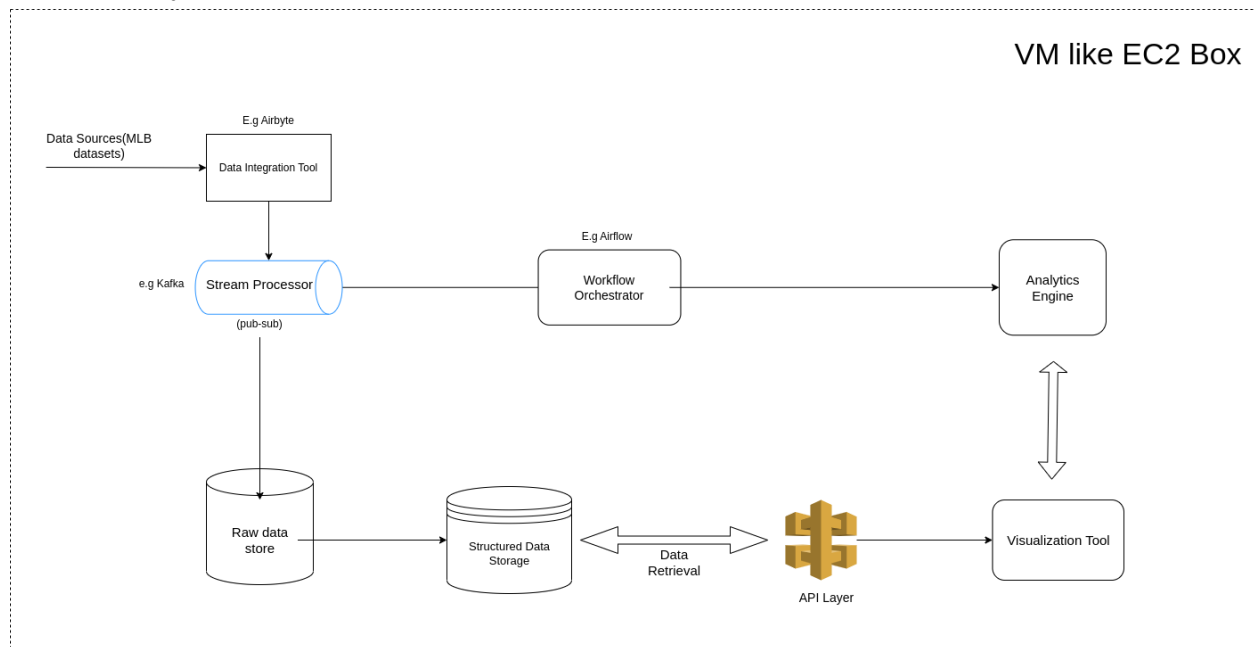 VM like EC2 Box
E.g Airbyte
Data Sources(MLB
datasets)
Data Integration Tool
E.g Airflow
e.g Kafka
Stream Processor
(pub-sub)
Workflow
Orchestrator
Analytics
Engine
Raw data
store
Structured Data
Storage
Data
Retrieval
API Layer
Visualization Tool